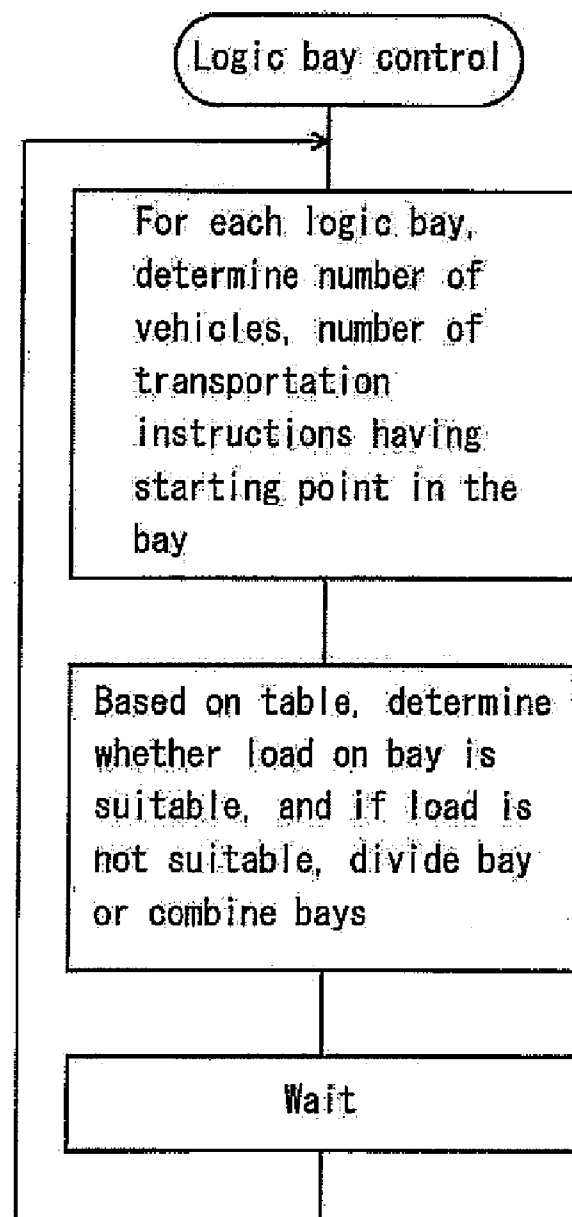 Logic bay control
For each logic bay,
determine number of
vehicles, number of
transportation
instructions having
starting point in the
bay
Based on table, determine
whether load on bay is
suitable, and if load is
not suitable, divide bay
or combine bays
Wait